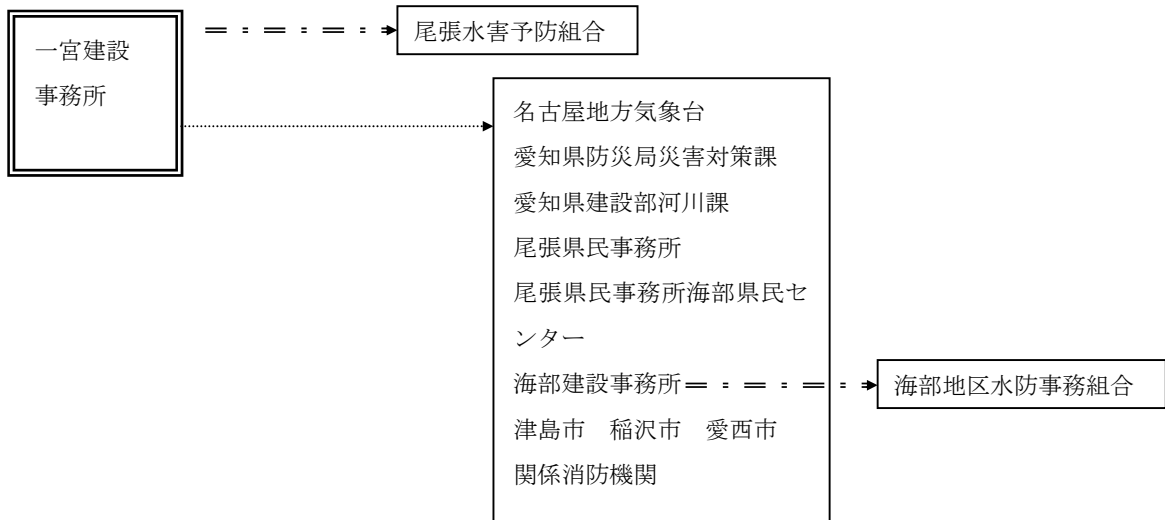 一宮建設
事務所
尾張水害予防組合
名古屋地方気象台
愛知県防災局災害対策課
愛知県建設部河川課
尾張県民事務所
尾張県民事務所海部県民セ
ンター
海部建設事務所
海部地区水防事務組合
津島市　稲沢市　愛西市
関係消防機関